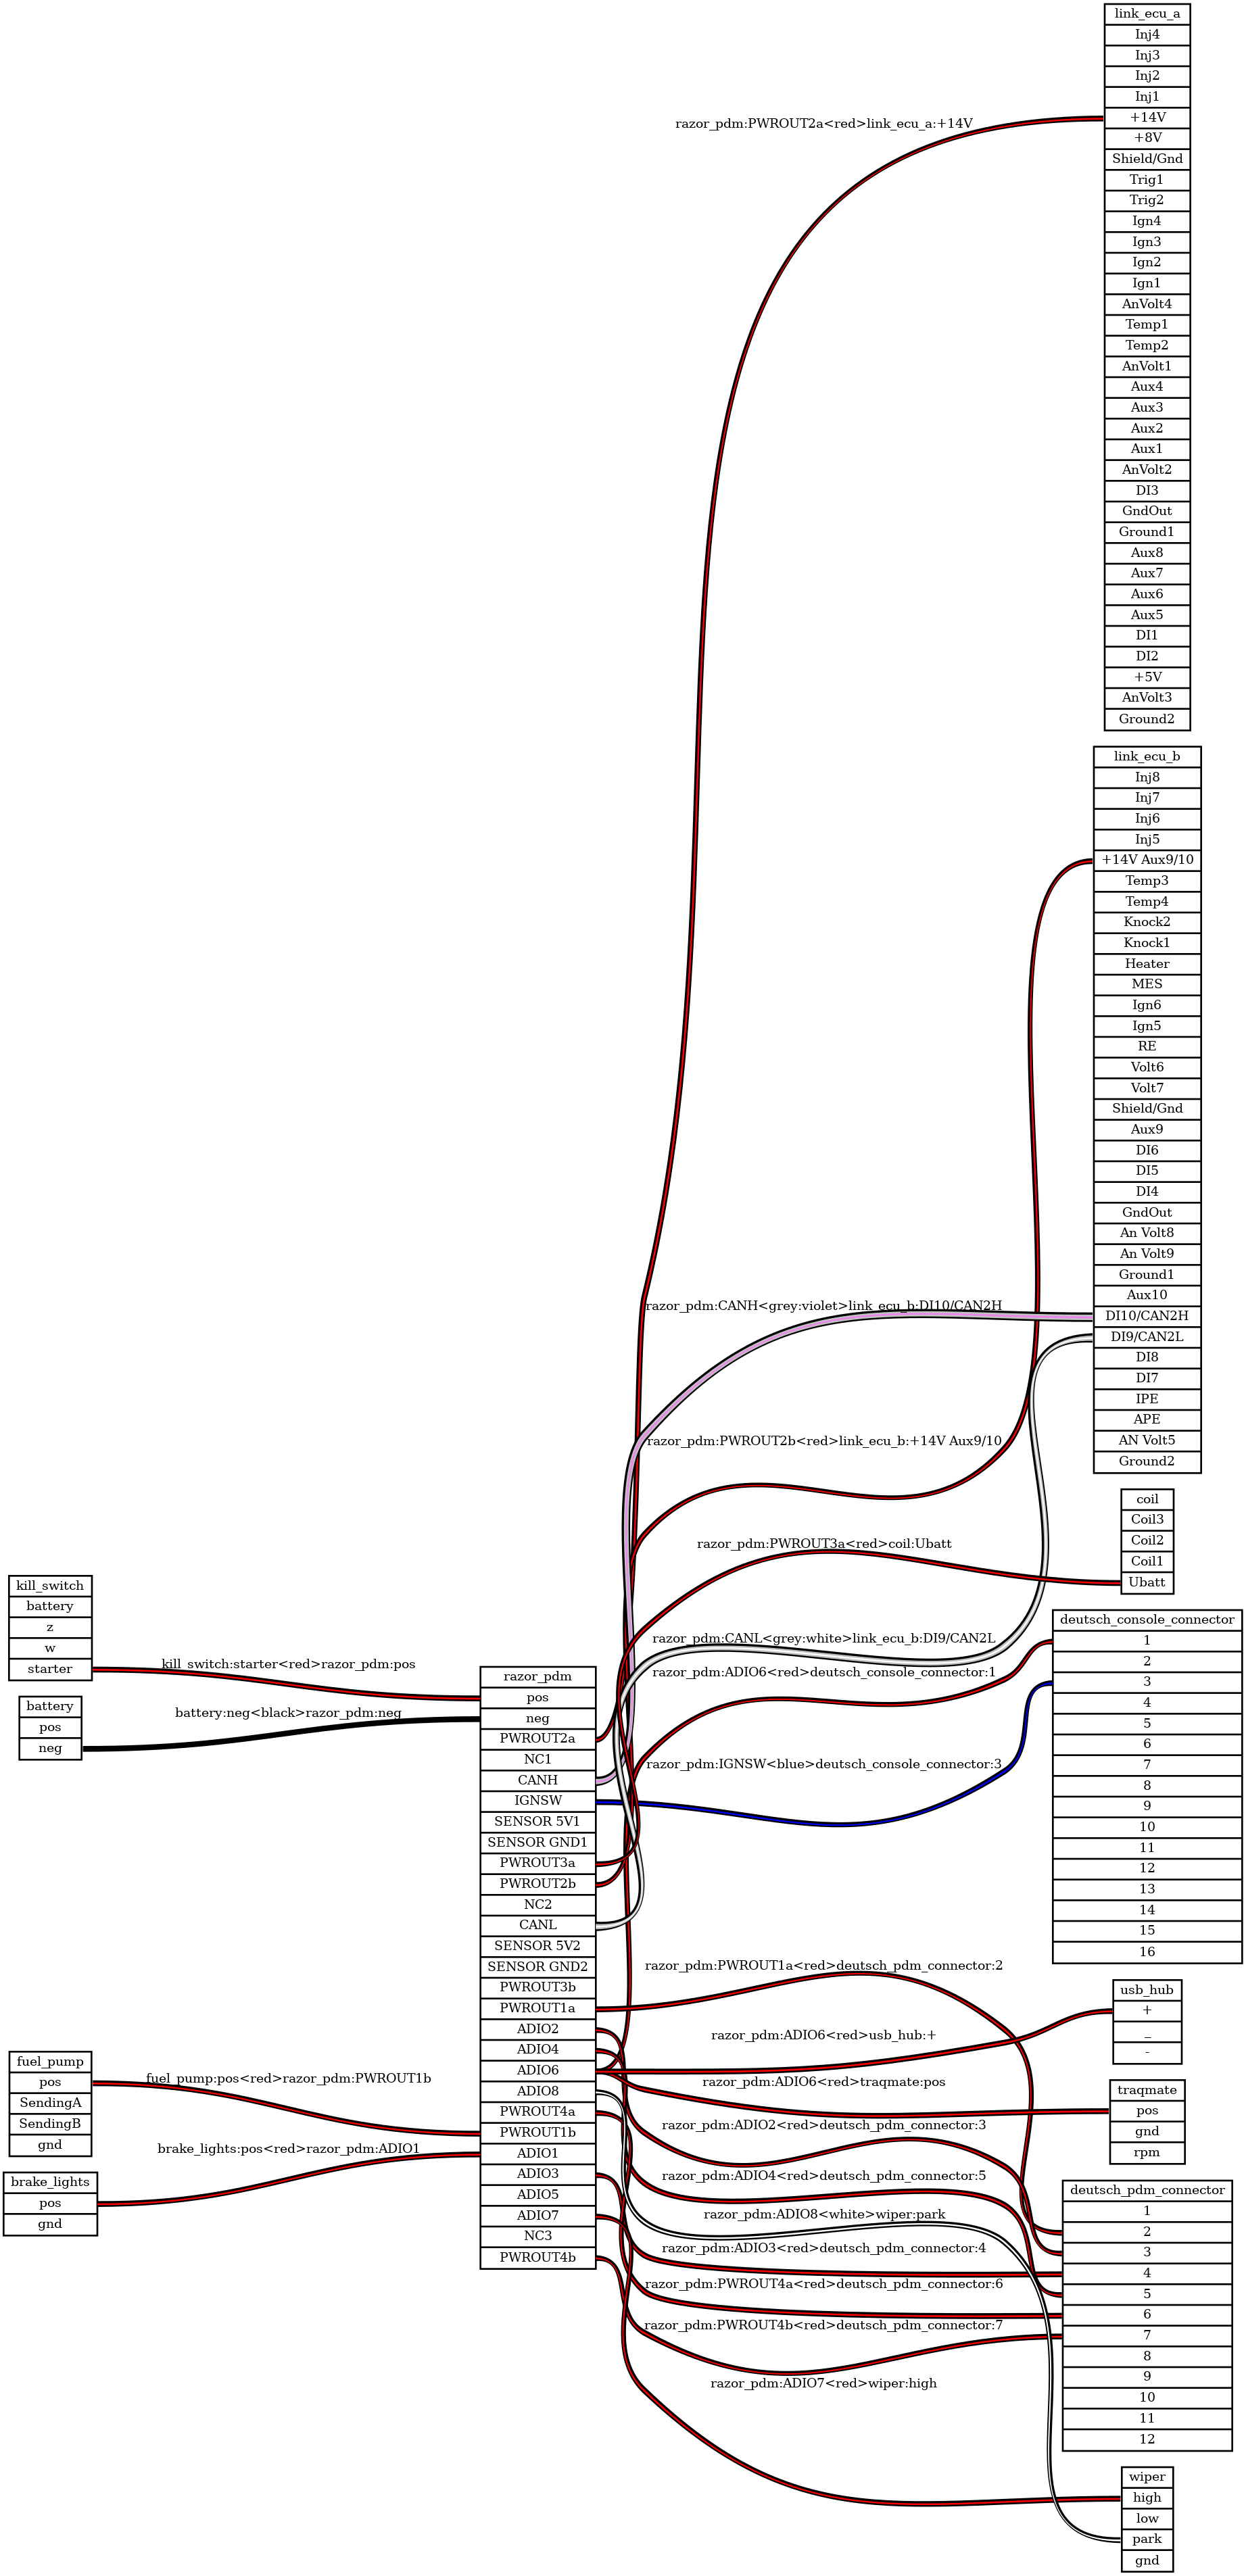 link_ecu_a
Inj4
Inj3
Inj2
Inj1
+14V
+8V
Shield/Gnd
Trig1
Trig2
Ign4
Ign3
Ign2
Ign1
AnVolt4
Temp1
Temp2
AnVolt1
Aux4
Aux3
Aux2
Aux1
AnVolt2
DI3
GndOut
Ground1
Aux8
Aux7
Aux6
Aux5
DI1
DI2
+5V
AnVolt3
Ground2
link_ecu_b
Inj8
Inj7
Inj6
Inj5
+14V Aux9/10
Temp3
Temp4
Knock2
Knock1
Heater
MES
Ign6
Ign5
RE
Volt6
Volt7
Shield/Gnd
Aux9
DI6
DI5
DI4
GndOut
An Volt8
An Volt9
Ground1
Aux10
DI10/CAN2H
DI9/CAN2L
DI8
DI7
IPE
APE
AN Volt5
Ground2
coil
Coil3
Coil2
Coil1
Ubatt
deutsch_console_connector
1
2
3
4
5
6
7
8
9
10
11
12
13
14
15
16
usb_hub
+
_
-
traqmate
pos
gnd
rpm
deutsch_pdm_connector
1
2
3
4
5
6
7
8
9
10
11
12
wiper
high
low
park
gnd
kill_switch
battery
z
w
starter
battery
pos
neg
fuel_pump
pos
SendingA
SendingB
gnd
brake_lights
pos
gnd
razor_pdm
pos
neg
PWROUT2a
NC1
CANH
IGNSW
SENSOR 5V1
SENSOR GND1
PWROUT3a
PWROUT2b
NC2
CANL
SENSOR 5V2
SENSOR GND2
PWROUT3b
PWROUT1a
ADIO2
ADIO4
ADIO6
ADIO8
PWROUT4a
PWROUT1b
ADIO1
ADIO3
ADIO5
ADIO7
NC3
PWROUT4b
razor_pdm:PWROUT2a<red>link_ecu_a:+14V
razor_pdm:CANH<grey:violet>link_ecu_b:DI10/CAN2H
razor_pdm:PWROUT2b<red>link_ecu_b:+14V Aux9/10
razor_pdm:PWROUT3a<red>coil:Ubatt
razor_pdm:CANL<grey:white>link_ecu_b:DI9/CAN2L
razor_pdm:ADIO6<red>deutsch_console_connector:1
razor_pdm:IGNSW<blue>deutsch_console_connector:3
razor_pdm:PWROUT1a<red>deutsch_pdm_connector:2
razor_pdm:ADIO6<red>usb_hub:+
razor_pdm:ADIO6<red>traqmate:pos
razor_pdm:ADIO2<red>deutsch_pdm_connector:3
razor_pdm:ADIO4<red>deutsch_pdm_connector:5
razor_pdm:ADIO8<white>wiper:park
razor_pdm:ADIO3<red>deutsch_pdm_connector:4
razor_pdm:PWROUT4a<red>deutsch_pdm_connector:6
razor_pdm:PWROUT4b<red>deutsch_pdm_connector:7
razor_pdm:ADIO7<red>wiper:high
kill_switch:starter<red>razor_pdm:pos
battery:neg<black>razor_pdm:neg
fuel_pump:pos<red>razor_pdm:PWROUT1b
brake_lights:pos<red>razor_pdm:ADIO1